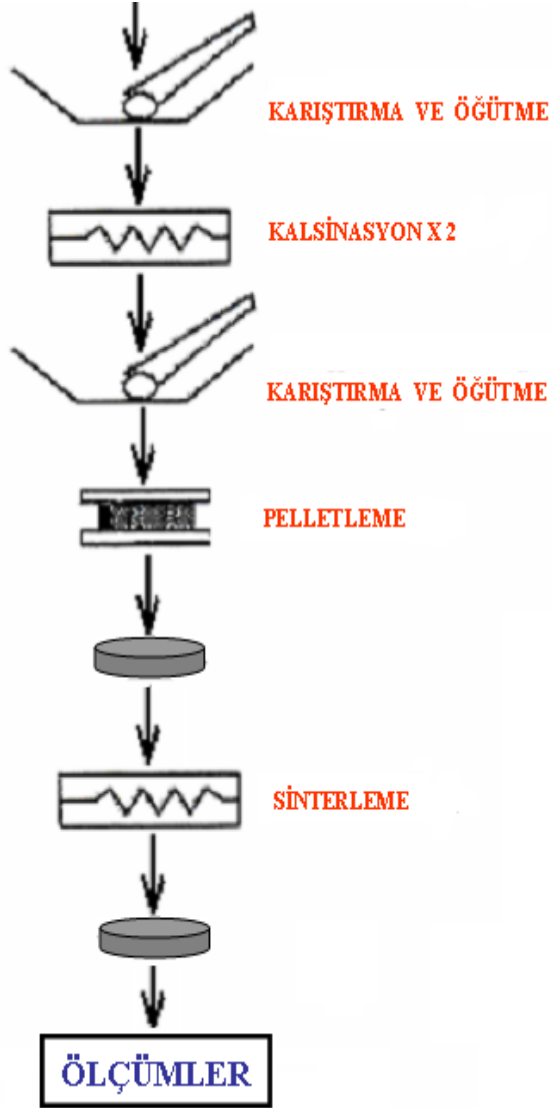 KARIŞTIRMA VE ÖĞÜTME
KALSİNASYON X 2
KARIŞTIRMA VE ÖĞÜTME
PELLETLEME
SİNTERLEME
ÖLÇÜMLER